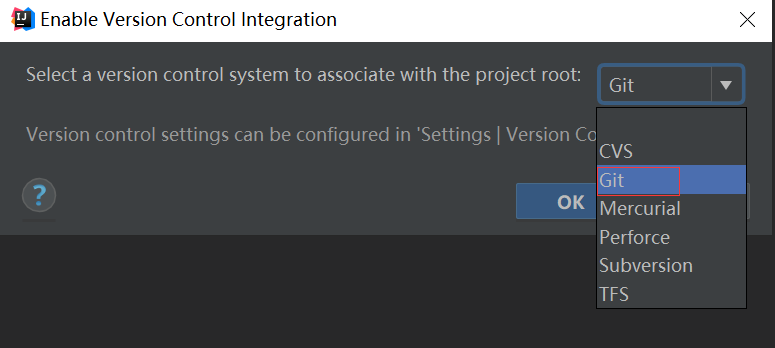 Enable Version Control Integration
Select a version control system to associate with the project root:
Git
Version control settings can be configured in 'Settings | Version Co
CVS
Git
Mercurial
Perforce
Subversion
TFS
?
OK